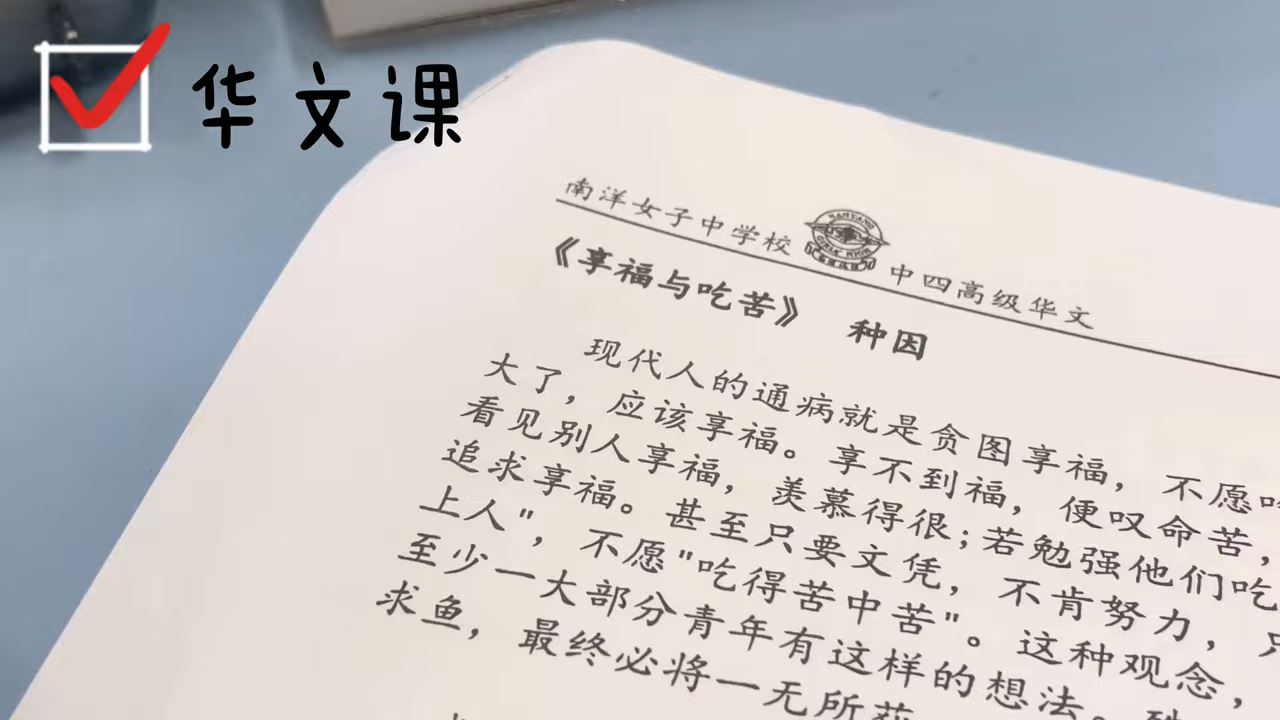 华文课
南洋女子中学校
NANYANG
中四高级华文
《享福与吃苦》 种因
现代人的通病就是贪图享福，不愿
大了，应该享福。享不到福，便叹命苦，
看见别人享福，羡慕得很；若勉强他们吃
追求享福。甚至只要文凭，不肯努力，
上人"，不愿"吃得苦中苦"。这种观念，
至少一大部分青年有这样的想法。
求鱼，最终必将一无所获